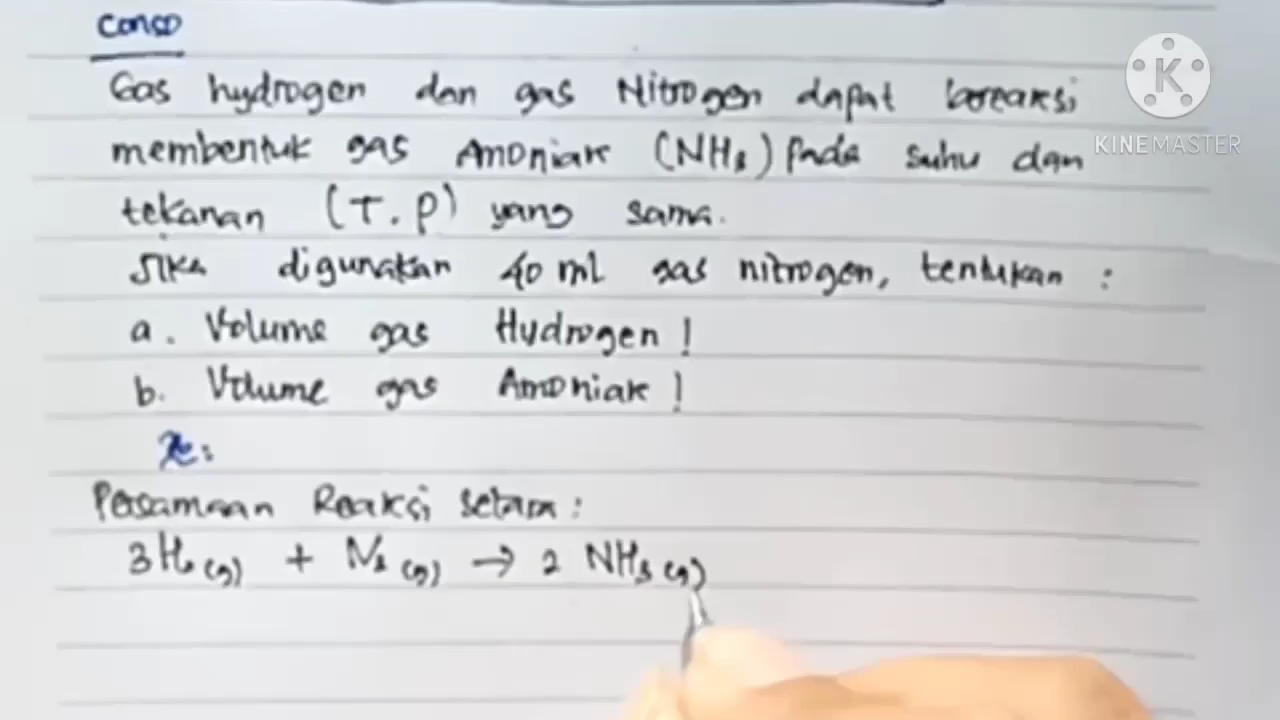 Conso
Gas hydrogen dan gas Nitrogen dapat bereaksi
membentuk gas Amoniak (NH3) pada suhu dan
tekanan (T.P) yang sama.
Jika digunakan 40 ml gas nitrogen, tentukan :
a. Volume gas Hydrogen !
b. Volume gas Amoniak !
Persamaan Reaksi setara :
3H2(g) + N2(g) → 2 NH3(g)
K
KINEMASTER